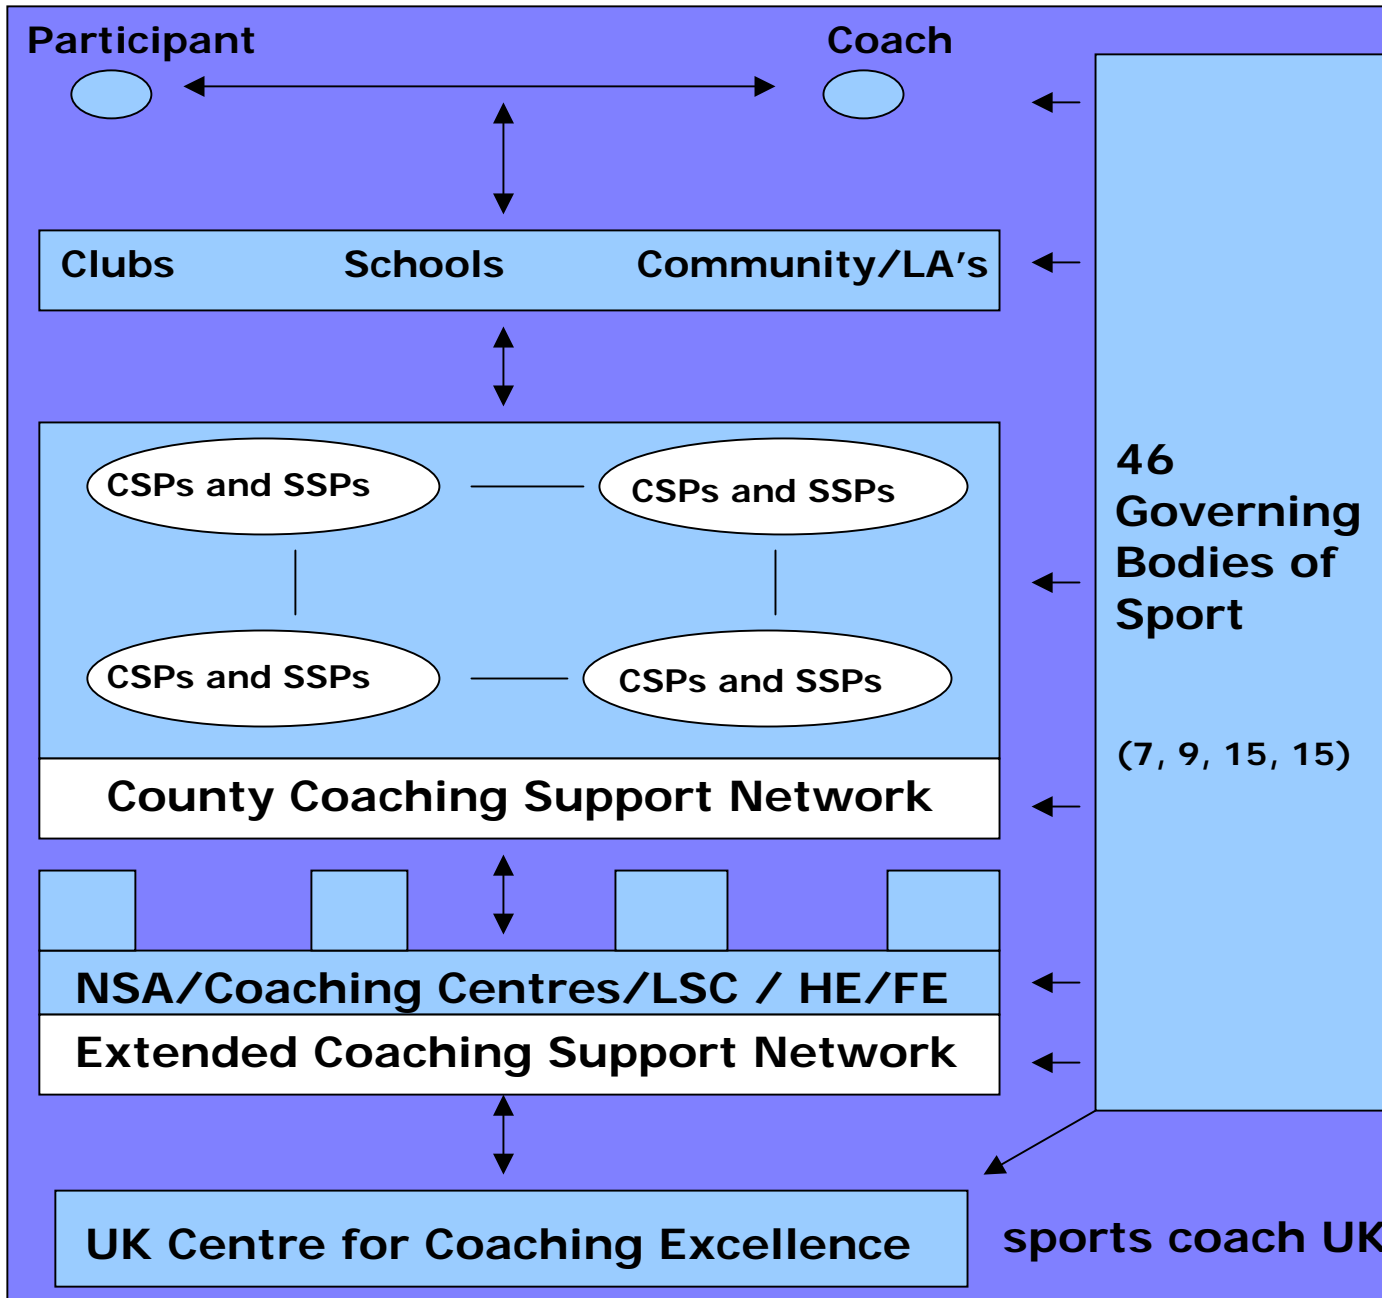 Participant
Coach
Clubs Schools Community/LA’s
CSPs and SSPs
CSPs and SSPs
CSPs and SSPs
CSPs and SSPs
County Coaching Support Network
NSA/Coaching Centres/LSC / HE/FE
Extended Coaching Support Network
UK Centre for Coaching Excellence
46
Governing
Bodies of
Sport
(7, 9, 15, 15)
sports coach UK